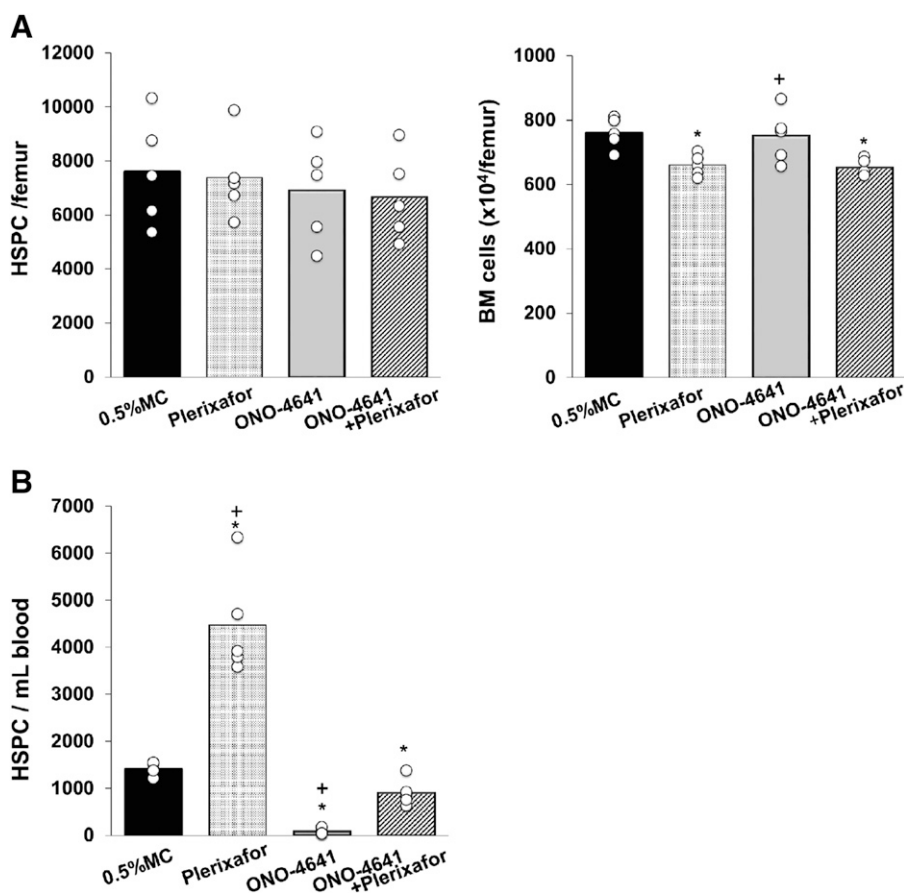 A
HSPC /femur
12000
10000
8000
6000
4000
2000
0
0.5%MC
Plerixafor
ONO-4641
ONO-4641
+Plerixafor
BM cells (x10⁴/femur)
1000
800
600
400
200
0
*
+
*
0.5%MC
Plerixafor
ONO-4641
ONO-4641
+Plerixafor
B
HSPC / mL blood
7000
6000
5000
4000
3000
2000
1000
0
+
*
+
*
*
0.5%MC
Plerixafor
ONO-4641
ONO-4641
+Plerixafor